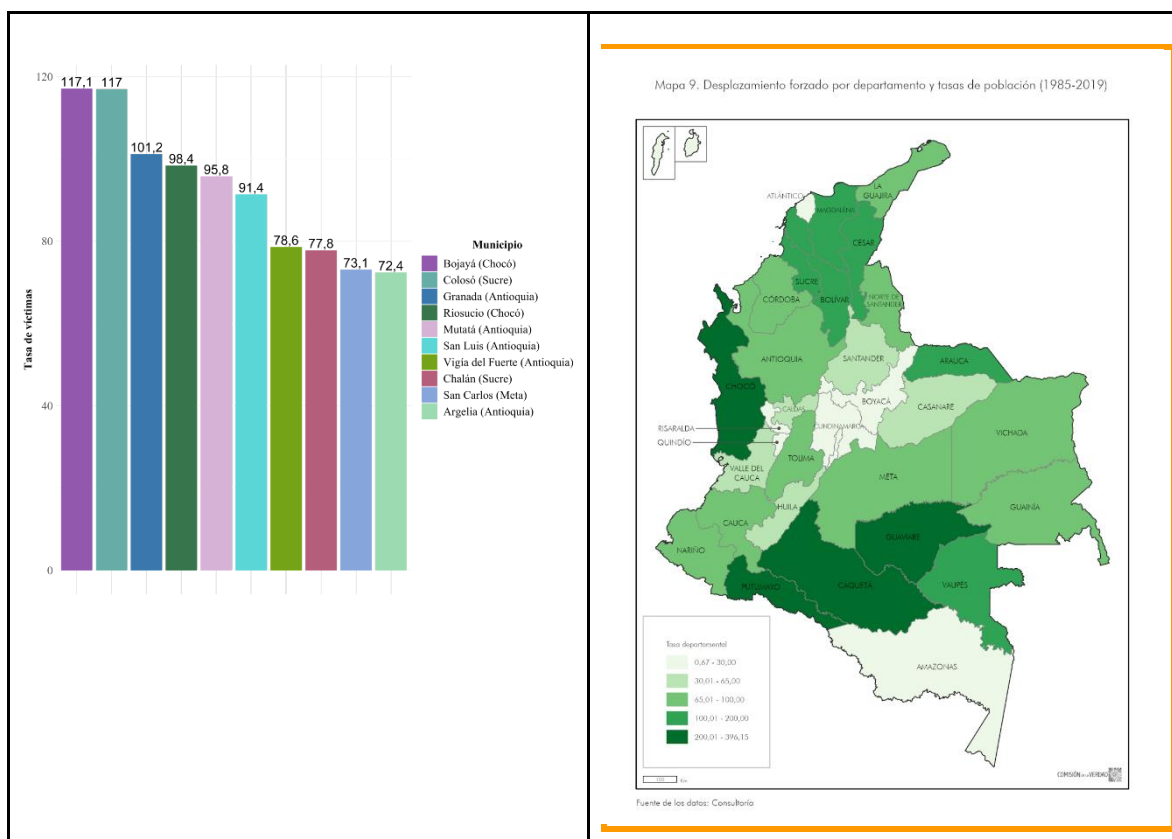 120
80
40
0
117,1
117
101,2
98,4
95,8
91,4
78,6
77,8
73,1
72,4
Tasa de víctimas
Municipio
Bojayá (Chocó)
Colosó (Sucre)
Granada (Antioquia)
Riosucio (Chocó)
Mutatá (Antioquia)
San Luis (Antioquia)
Vigía del Fuerte (Antioquia)
Chalán (Sucre)
San Carlos (Meta)
Argelia (Antioquia)
Mapa 9. Desplazamiento forzado por departamento y tasas de población (1985-2019)
ATLÁNTICO
LA
GUAJIRA
MAGDALENA
CESAR
SUCRE
CÓRDOBA
BOLÍVAR
NORTE DE
SANTANDER
ANTIOQUIA
SANTANDER
ARAUCA
CHOCÓ
BOYACÁ
CASANARE
CALDAS
RISARALDA
CUNDINAMARCA
QUINDÍO
VICHADA
TOLIMA
VALLE DEL
CAUCA
META
GUAINÍA
HUILA
CAUCA
GUAVIARE
NARIÑO
PUTUMAYO
CAQUETÁ
VAUPÉS
AMAZONAS
Tasa departamental
0,67 - 30,00
30,01 - 65,00
65,01 - 100,00
100,01 - 200,00
200,01 - 396,15
Km
COMISIÓN DE LA VERDAD
Fuente de los datos: Consultoría